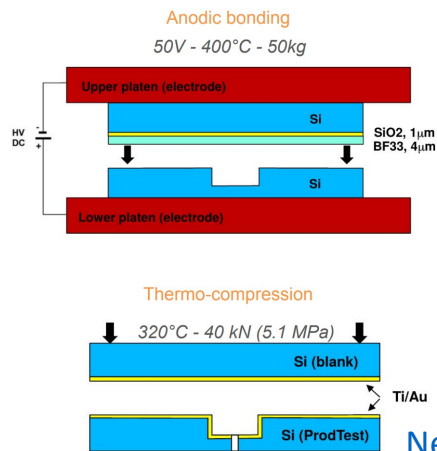 Anodic bonding
50V - 400°C - 50kg
Upper platen (electrode)
Si
HV
DC
-
+
SiO2, 1µm
BF33, 4µm
Si
Lower platen (electrode)
Thermo-compression
320°C - 40 kN (5.1 MPa)
Si (blank)
Ti/Au
Si (ProdTest)
Ne